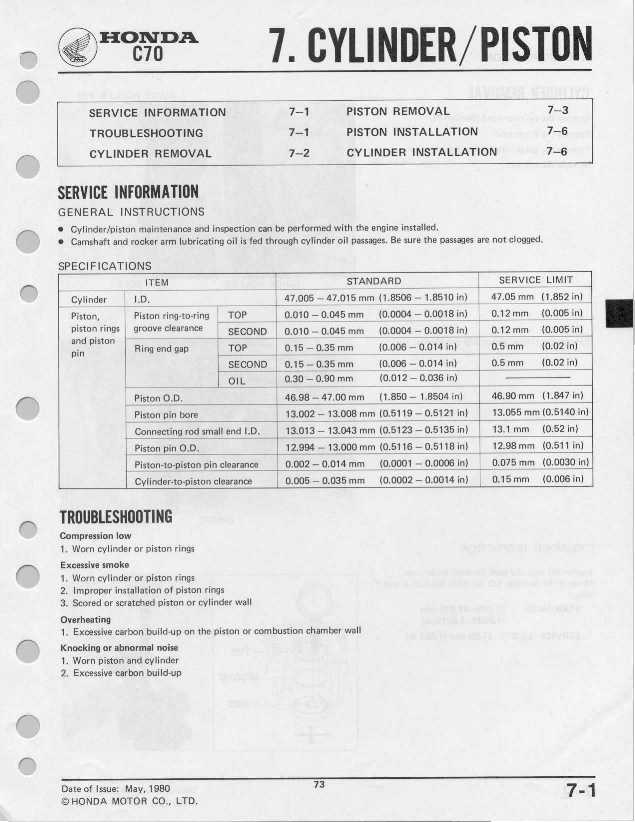 HONDA
C70
7. CYLINDER/PISTON
SERVICE INFORMATION 7–1 PISTON REMOVAL 7–3
TROUBLESHOOTING 7–1 PISTON INSTALLATION 7–6
CYLINDER REMOVAL 7–2 CYLINDER INSTALLATION 7–6
SERVICE INFORMATION
GENERAL INSTRUCTIONS
• Cylinder/piston maintenance and inspection can be performed with the engine installed.
• Camshaft and rocker arm lubricating oil is fed through cylinder oil passages. Be sure the passages are not clogged.
SPECIFICATIONS
ITEM STANDARD SERVICE LIMIT
Cylinder I.D. 47.005 – 47.015 mm (1.8506 – 1.8510 in) 47.05 mm (1.852 in)
Piston, piston rings and piston pin Piston ring-to-ring groove clearance TOP 0.010 – 0.045 mm (0.0004 – 0.0018 in) 0.12 mm (0.005 in)
SECOND 0.010 – 0.045 mm (0.0004 – 0.0018 in) 0.12 mm (0.005 in)
Ring end gap TOP 0.15 – 0.35 mm (0.006 – 0.014 in) 0.5 mm (0.02 in)
SECOND 0.15 – 0.35 mm (0.006 – 0.014 in) 0.5 mm (0.02 in)
OIL 0.30 – 0.90 mm (0.012 – 0.036 in) ————
Piston O.D. 46.98 – 47.00 mm (1.850 – 1.8504 in) 46.90 mm (1.847 in)
Piston pin bore 13.002 – 13.008 mm (0.5119 – 0.5121 in) 13.055 mm (0.5140 in)
Connecting rod small end I.D. 13.013 – 13.043 mm (0.5123 – 0.5135 in) 13.1 mm (0.52 in)
Piston pin O.D. 12.994 – 13.000 mm (0.5116 – 0.5118 in) 12.98 mm (0.511 in)
Piston-to-piston pin clearance 0.002 – 0.014 mm (0.0001 – 0.0006 in) 0.075 mm (0.0030 in)
Cylinder-to-piston clearance 0.005 – 0.035 mm (0.0002 – 0.0014 in) 0.15 mm (0.006 in)
TROUBLESHOOTING
Compression low
1. Worn cylinder or piston rings
Excessive smoke
1. Worn cylinder or piston rings
2. Improper installation of piston rings
3. Scored or scratched piston or cylinder wall
Overheating
1. Excessive carbon build-up on the piston or combustion chamber wall
Knocking or abnormal noise
1. Worn piston and cylinder
2. Excessive carbon build-up
Date of Issue: May, 1980
© HONDA MOTOR CO., LTD.
73
7-1